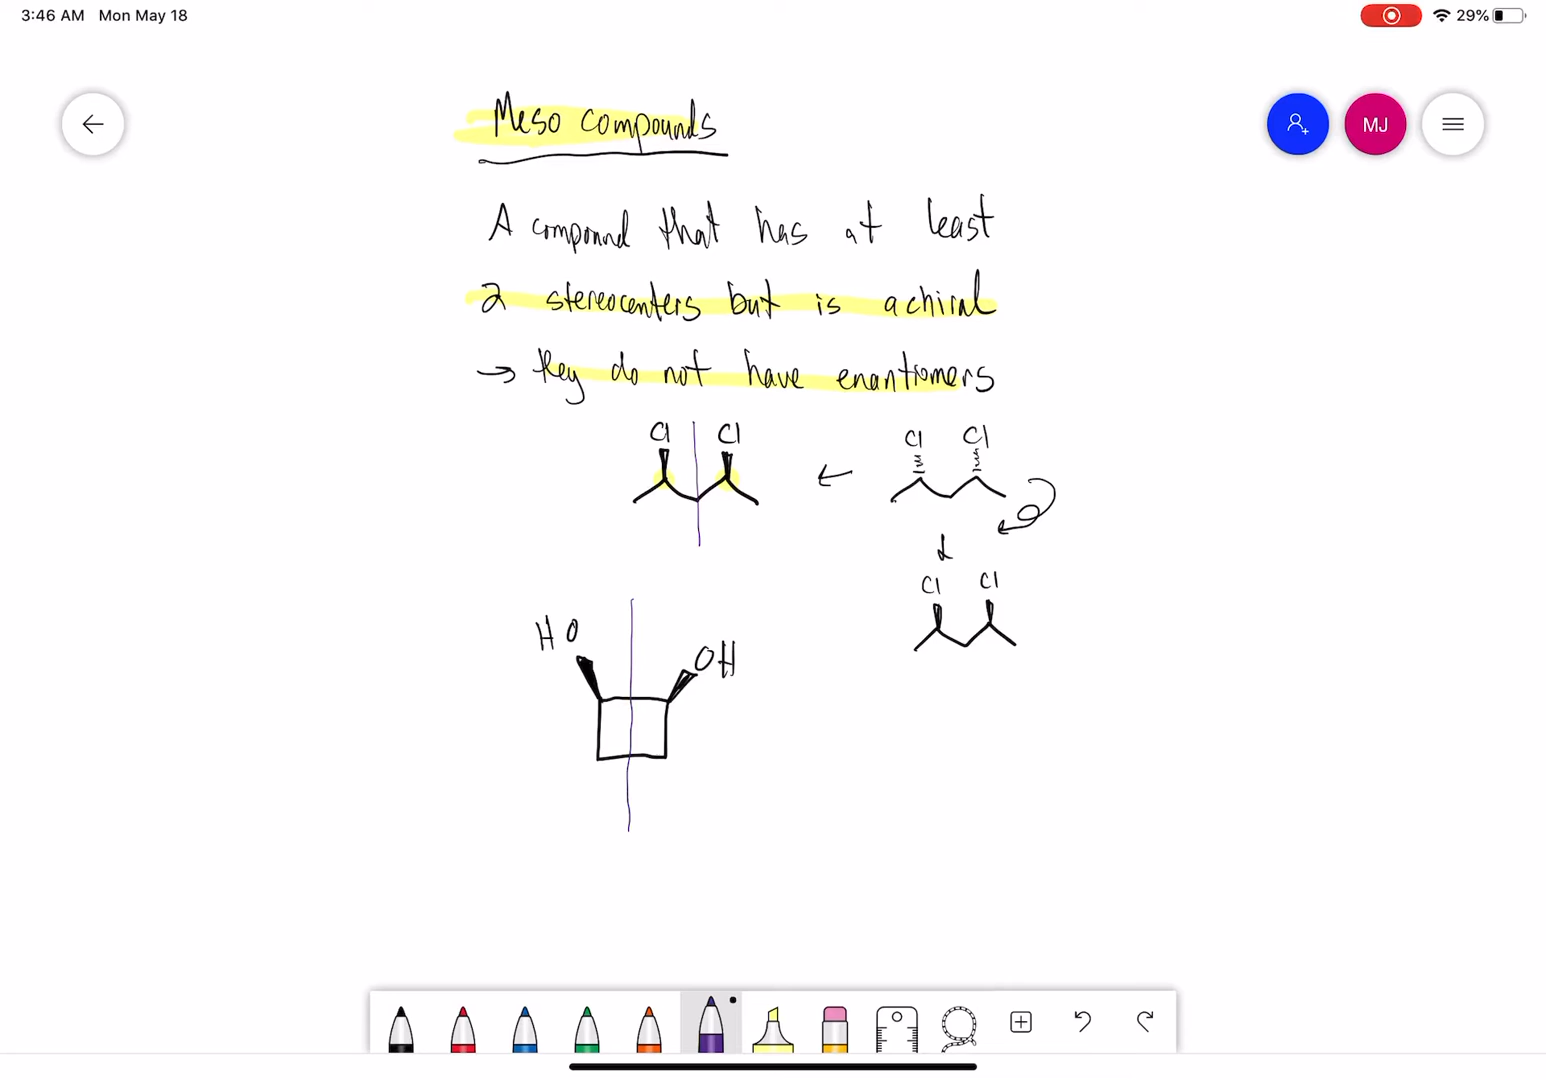 3:46 AM Mon May 18
29%
Meso compounds
MJ
A compound that has at least
2 stereocenters but is achiral
→ they do not have enantiomers
Cl Cl
Cl Cl
←
Cl Cl
HO
OH